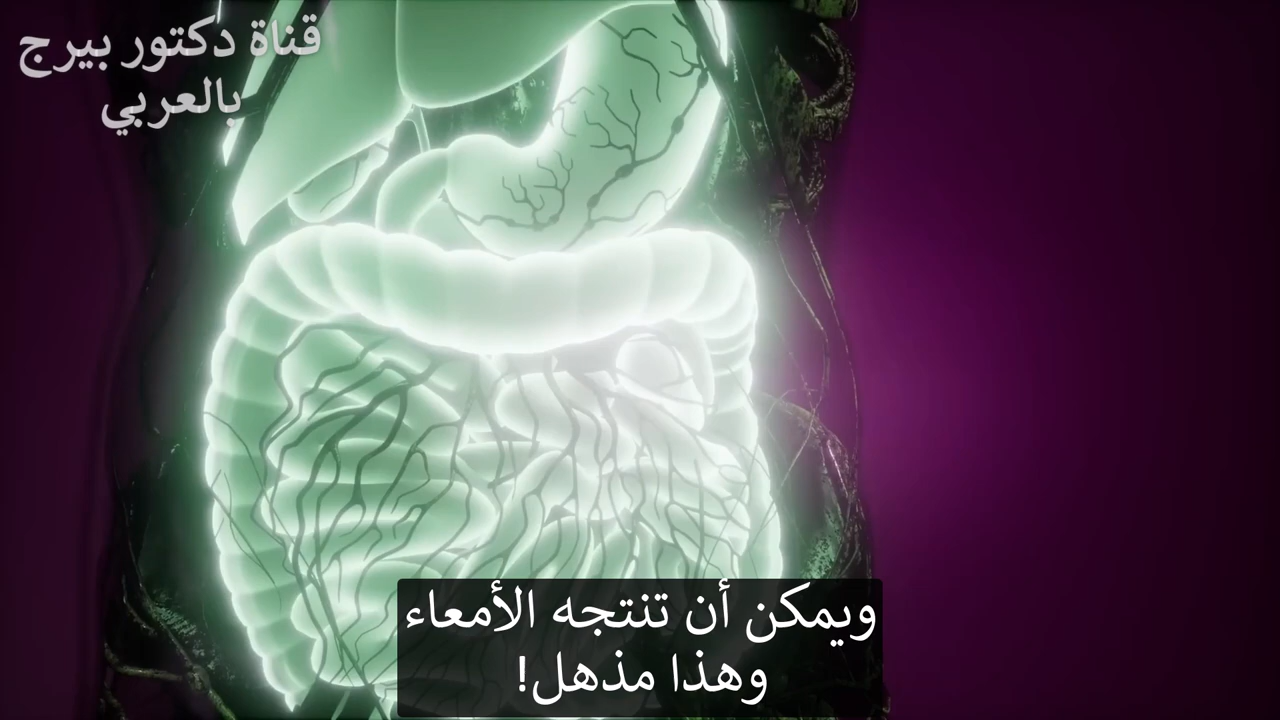 قناة دكتور بيرج
بالعربي
ويمكن أن تنتجه الأمعاء
وهذا مذهل!